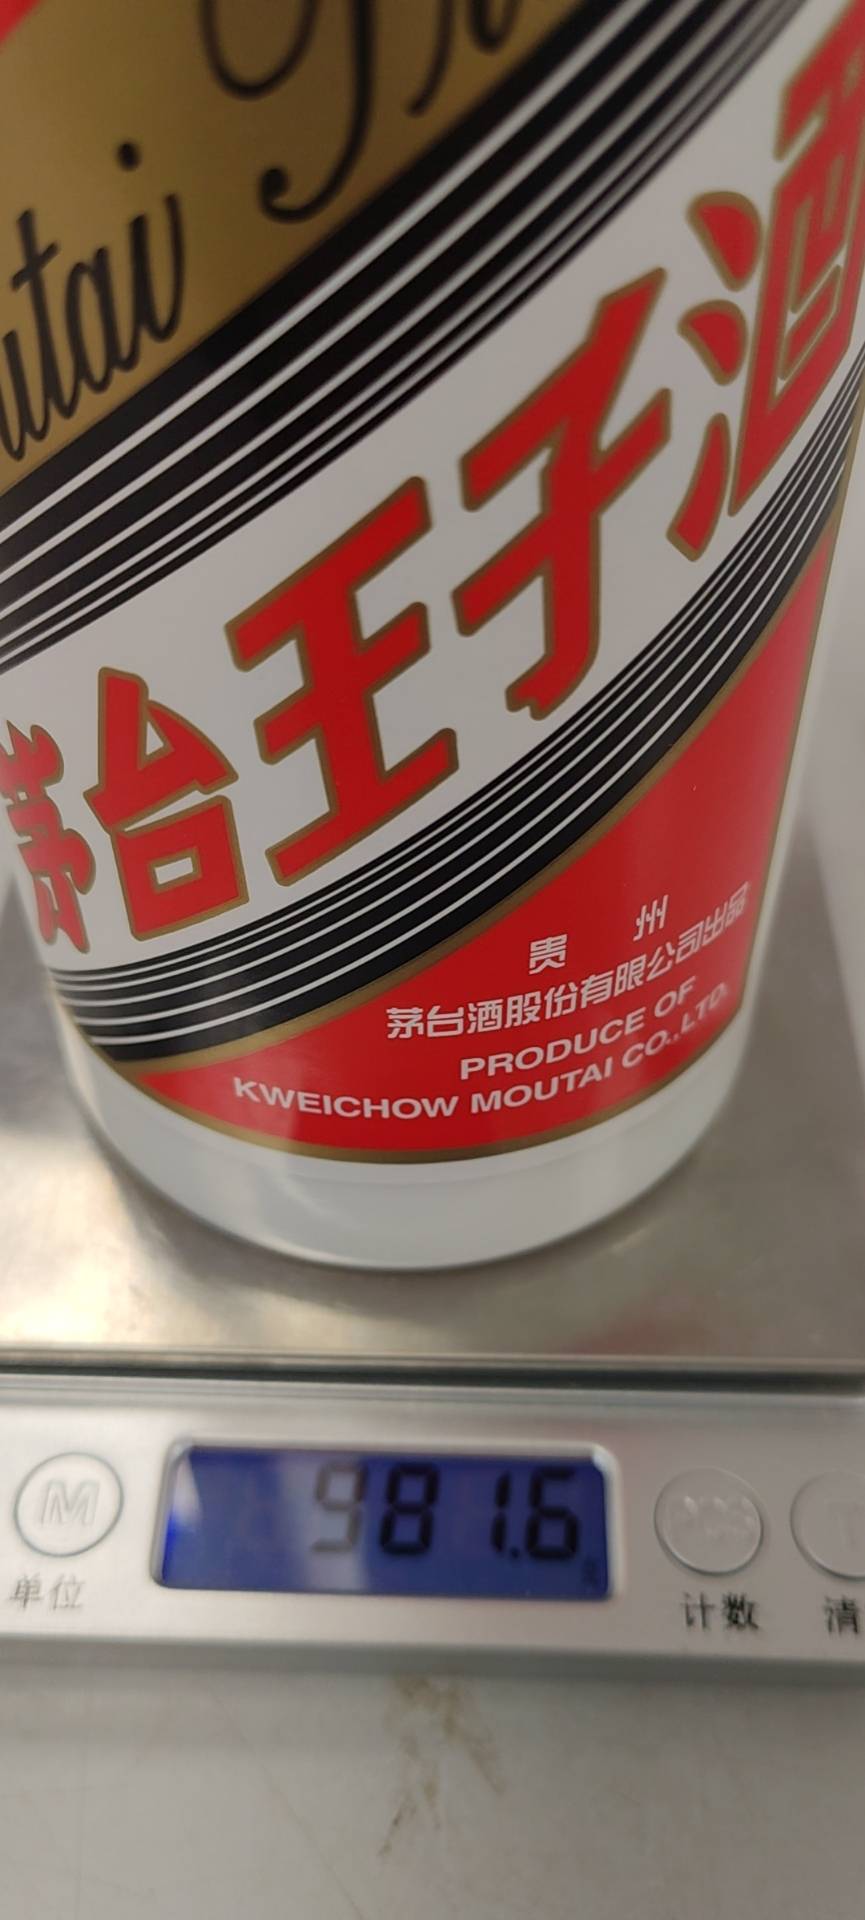 茅台王子酒
贵州
茅台酒股份有限公司出品
PRODUCE OF
KWEICHOW MOUTAI CO.,LTD.
981.6
M
单位
计数
清